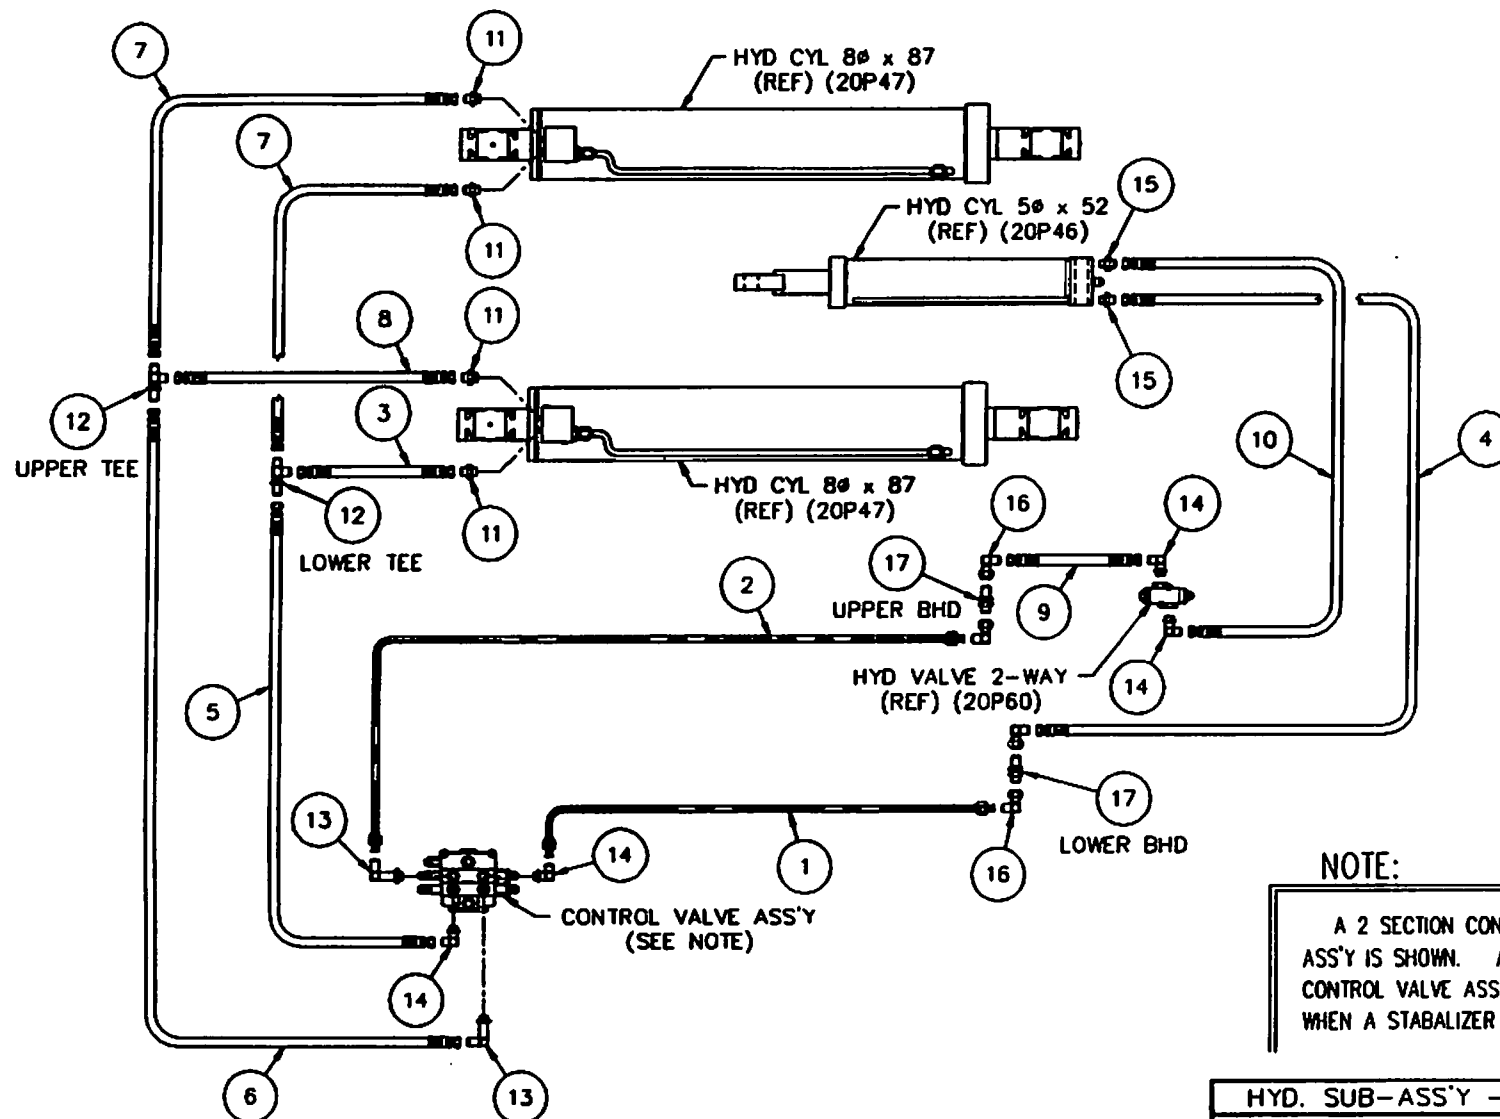 7
11
HYD CYL 8ø x 87
(REF) (20P47)
7
11
15
HYD CYL 5ø x 52
(REF) (20P46)
8
11
15
12
UPPER TEE
3
10
4
HYD CYL 8ø x 87
(REF) (20P47)
12
LOWER TEE
11
16
14
17
UPPER BHD
2
9
5
HYD VALVE 2-WAY
(REF) (20P60)
14
13
14
1
17
LOWER BHD
16
CONTROL VALVE ASS'Y
(SEE NOTE)
14
6
13
NOTE:
A 2 SECTION CON
ASS'Y IS SHOWN.
CONTROL VALVE ASS
WHEN A STABALIZER
HYD. SUB-ASS'Y -